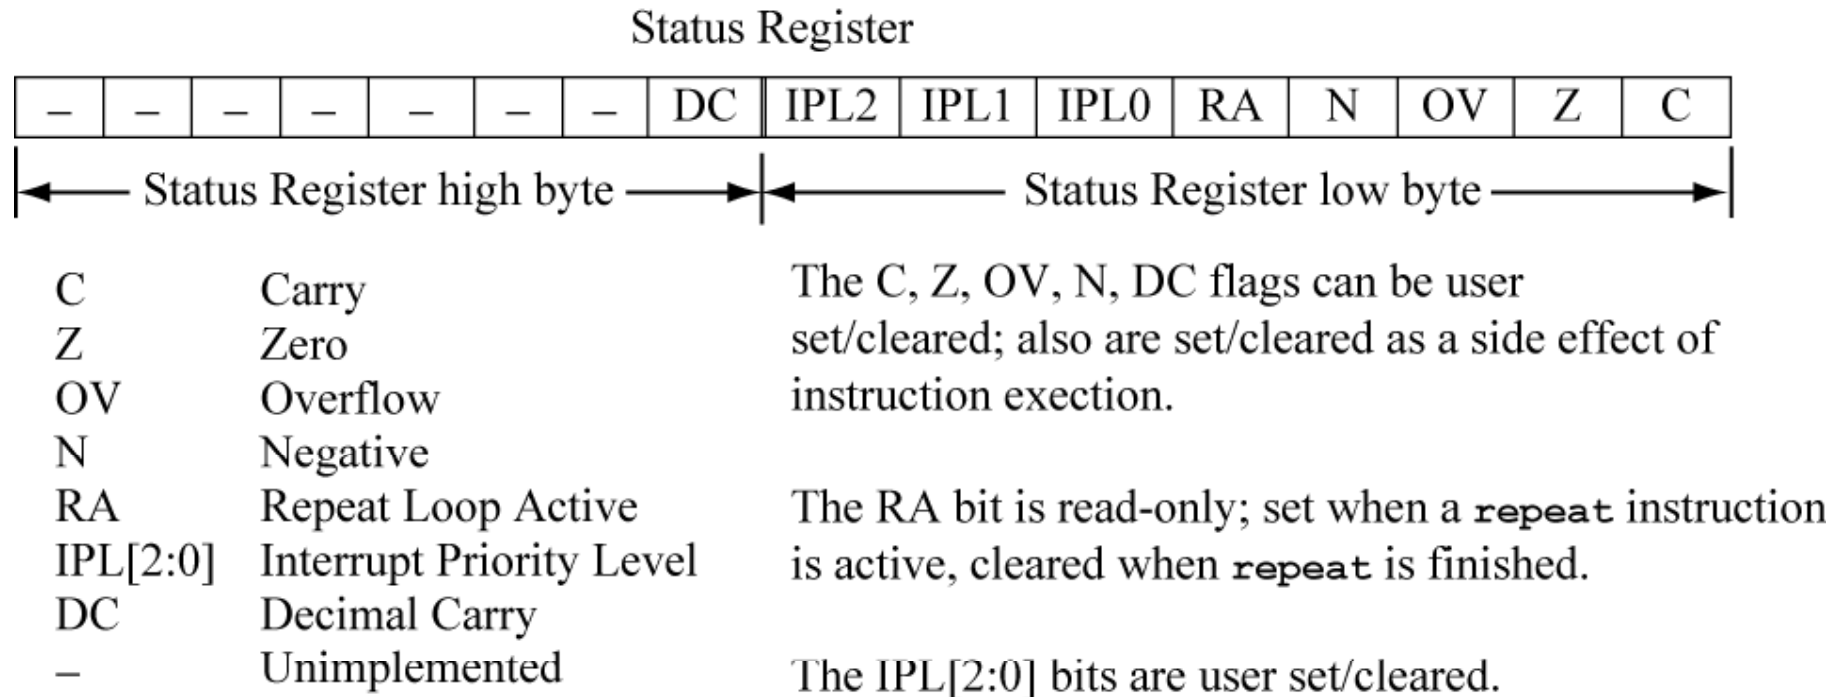 Status Register
– – – – – – – DC IPL2 IPL1 IPL0 RA N OV Z C
Status Register high byte Status Register low byte
C Carry
Z Zero
OV Overflow
N Negative
RA Repeat Loop Active
IPL[2:0] Interrupt Priority Level
DC Decimal Carry
– Unimplemented
The C, Z, OV, N, DC flags can be user
set/cleared; also are set/cleared as a side effect of
instruction exection.
The RA bit is read-only; set when a repeat instruction
is active, cleared when repeat is finished.
The IPL[2:0] bits are user set/cleared.